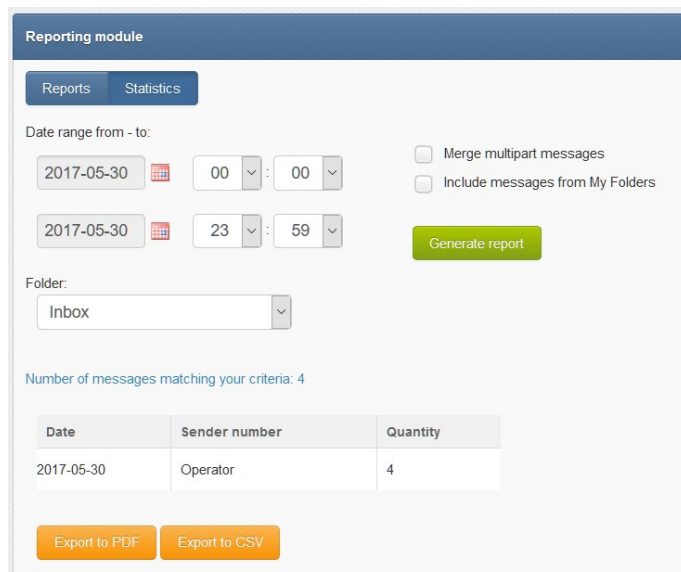 Reporting module
Reports Statistics
Date range from - to:
2017-05-30 00 : 00
Merge multipart messages
Include messages from My Folders
2017-05-30 23 : 59
Generate report
Folder:
Inbox
Number of messages matching your criteria: 4
Date Sender number Quantity
2017-05-30 Operator 4
Export to PDF Export to CSV